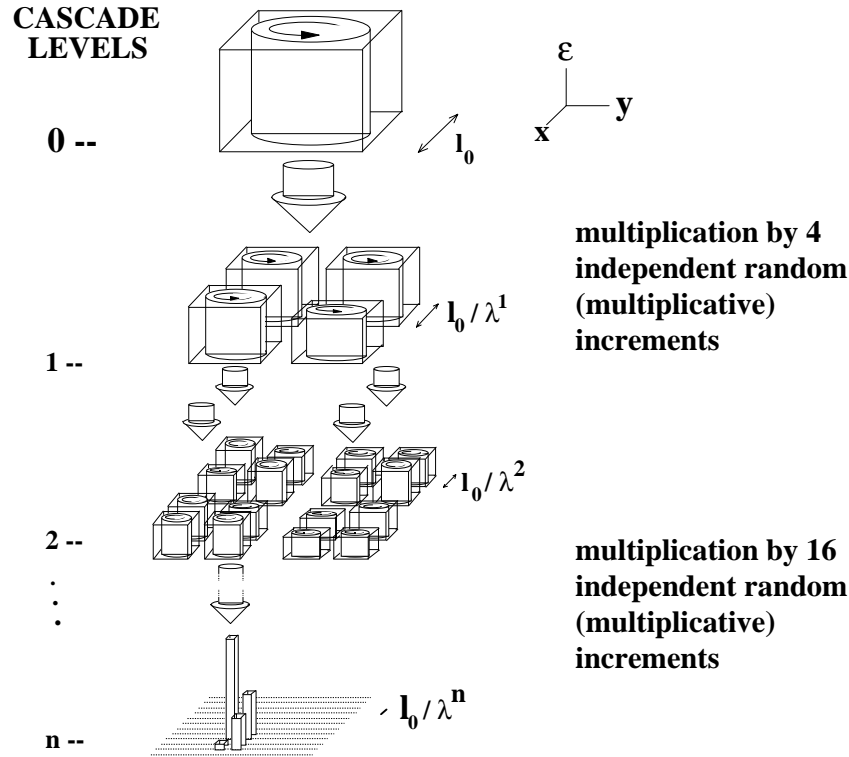 CASCADE
LEVELS
ε
y
x
0 --
l₀
multiplication by 4
independent random
(multiplicative)
increments
l₀ / λ¹
1 --
l₀ / λ²
2 --
multiplication by 16
independent random
(multiplicative)
increments
.
.
.
l₀ / λⁿ
n --